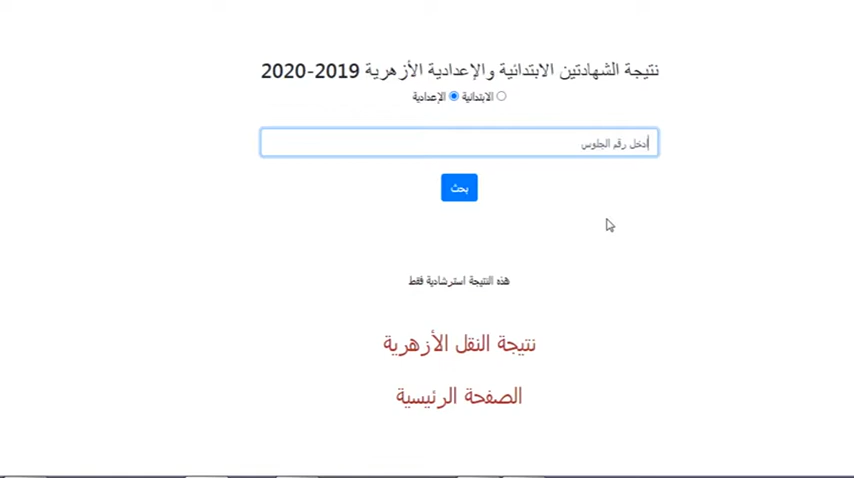 نتيجة الشهادتين الابتدائية والإعدادية الأزهرية 2019-2020
الابتدائية الإعدادية
أدخل رقم الجلوس
بحث
هذه النتيجة استرشادية فقط
نتيجة النقل الأزهرية
الصفحة الرئيسية